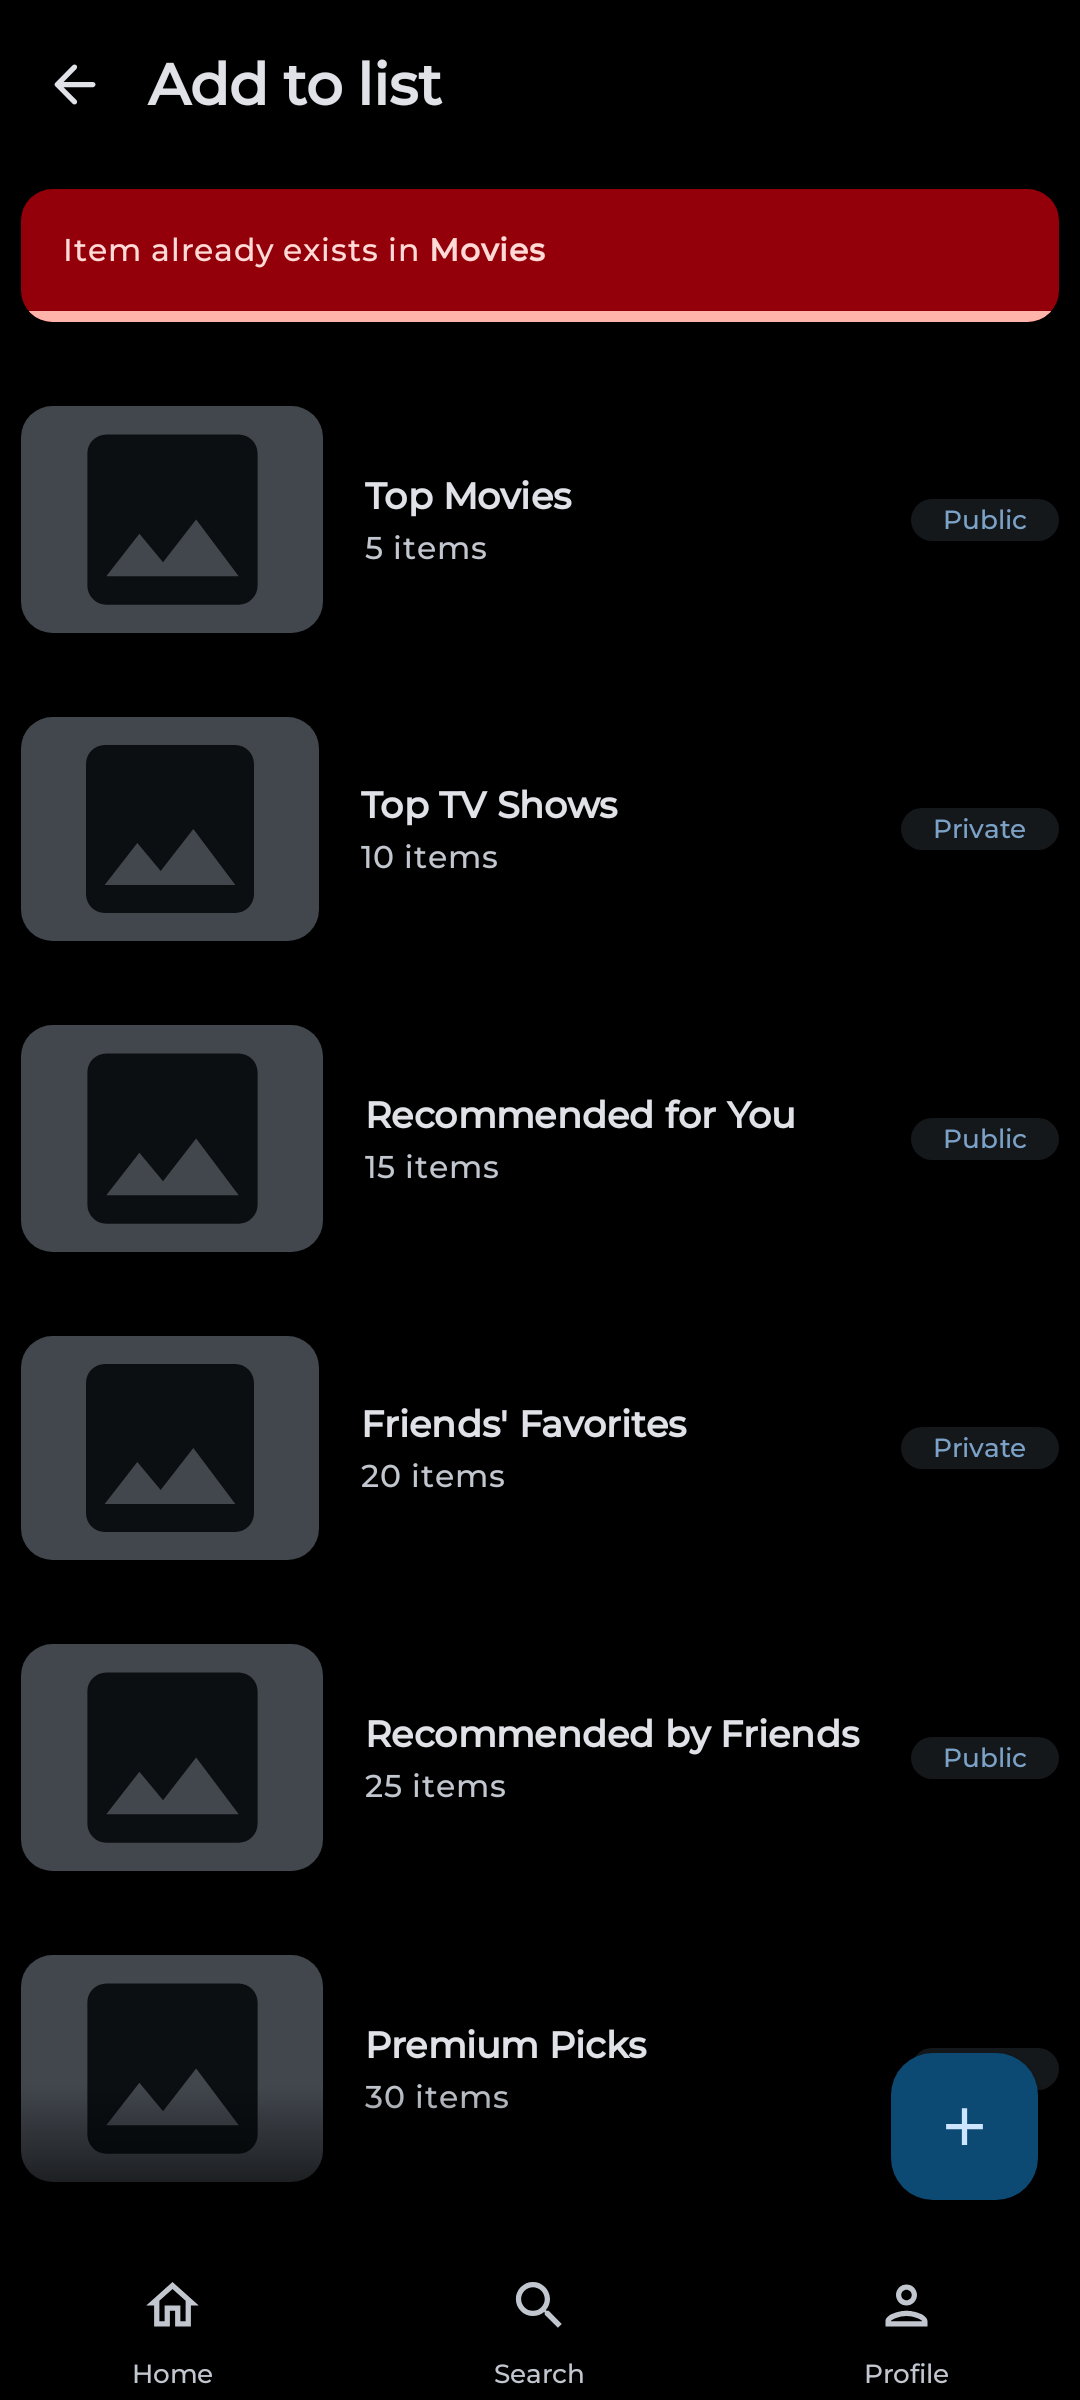 Add to list
Item already exists in Movies
Top Movies
5 items
Public
Top TV Shows
10 items
Private
Recommended for You
15 items
Public
Friends' Favorites
20 items
Private
Recommended by Friends
25 items
Public
Premium Picks
30 items
Home
Search
Profile